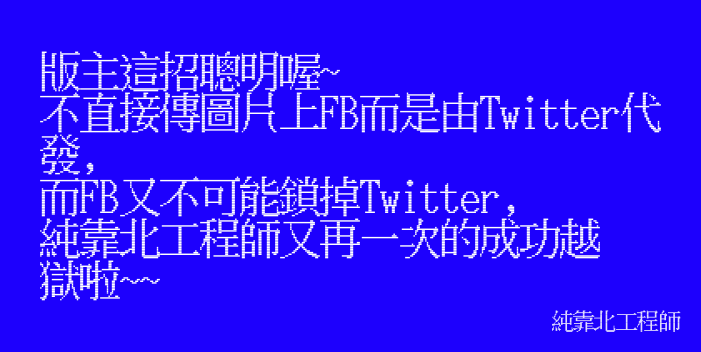 版主這招聰明喔~
不直接傳圖片上FB而是由Twitter代
發,
而FB又不可能鎖掉Twitter,
純靠北工程師又再一次的成功越
獄啦~~
純靠北工程師